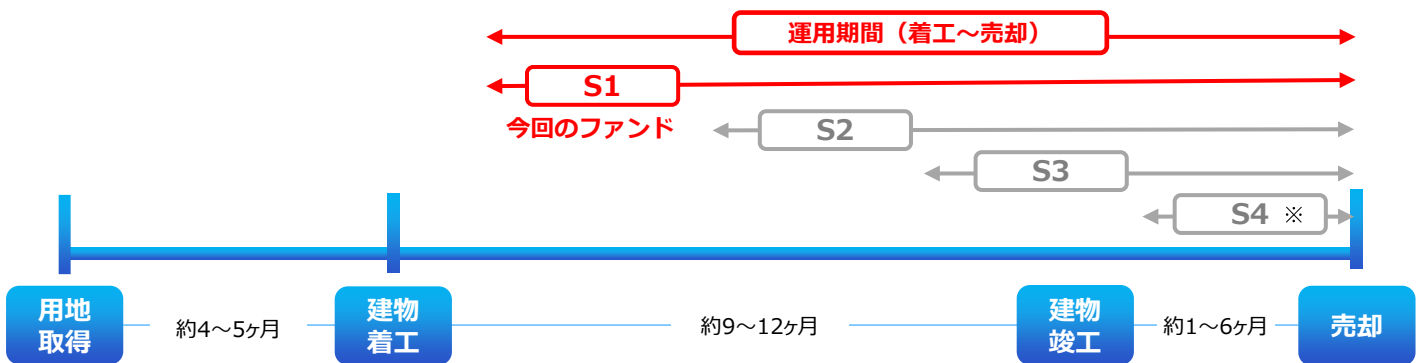 運用期間（着工～売却）
S1
今回のファンド
S2
S3
S4 ※
用地
取得
約4～5ヶ月
建物
着工
約9～12ヶ月
建物
竣工
約1～6ヶ月
売却